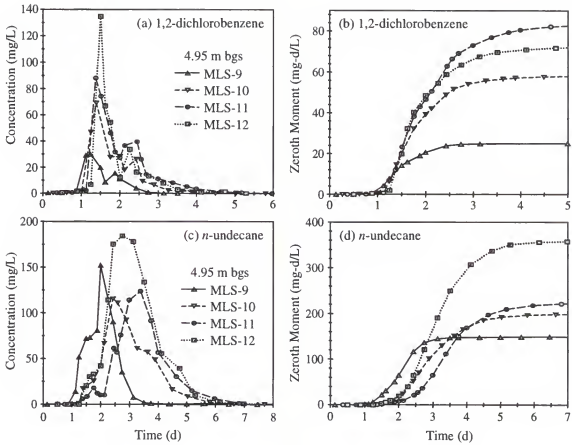 (a) 1,2-dichlorobenzene
4.95 m bgs
MLS-9
MLS-10
MLS-11
MLS-12
Concentration (mg/L)
140
120
100
80
60
40
20
0
0 1 2 3 4 5 6
(b) 1,2-dichlorobenzene
Zeroth Moment (mg-d/L)
80
60
40
20
0
0 1 2 3 4 5
(c) n-undecane
4.95 m bgs
MLS-9
MLS-10
MLS-11
MLS-12
Concentration (mg/L)
200
150
100
50
0
0 1 2 3 4 5 6 7 8
Time (d)
(d) n-undecane
Zeroth Moment (mg-d/L)
400
300
200
100
0
0 1 2 3 4 5 6 7
Time (d)